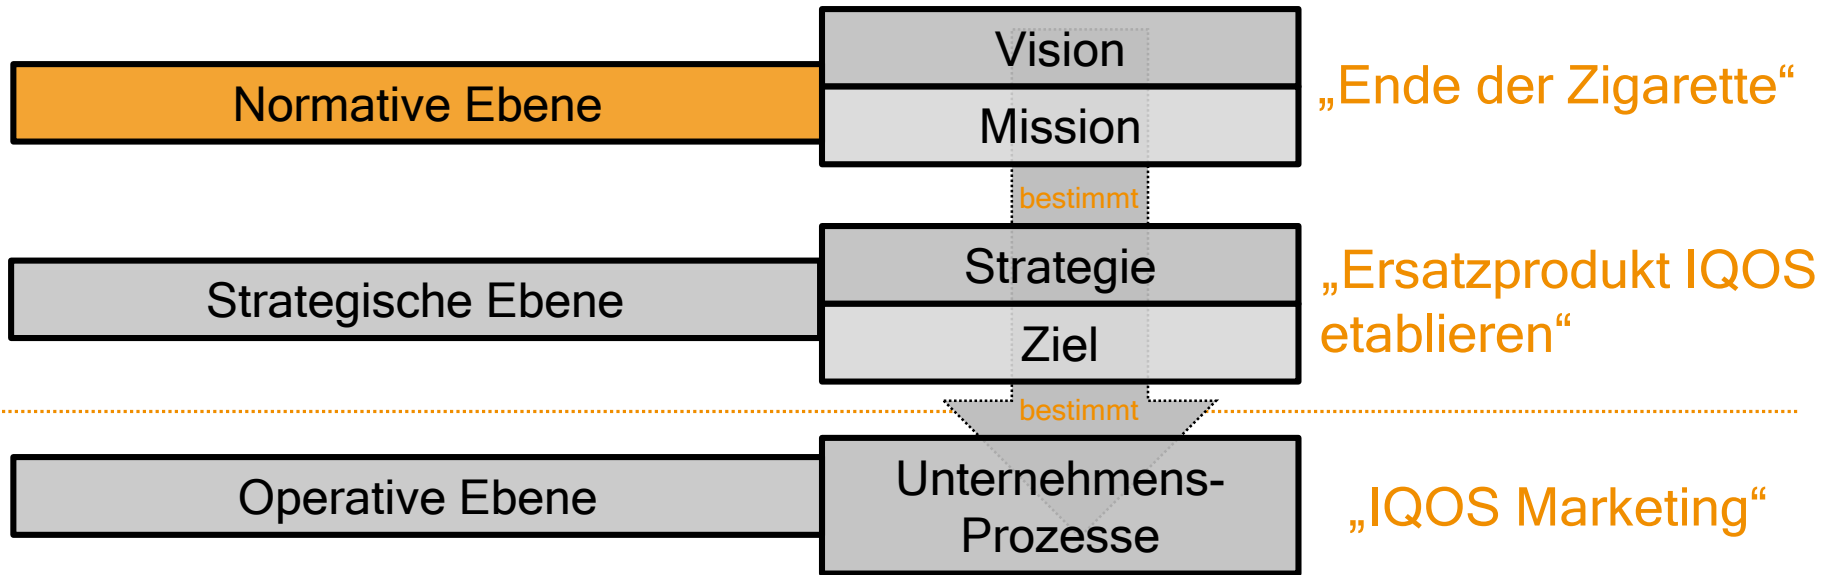 Vision
Normative Ebene
Mission
„Ende der Zigarette“
bestimmt
Strategie
Strategische Ebene
Ziel
„Ersatzprodukt IQOS
etablieren“
bestimmt
Operative Ebene
Unternehmens-
Prozesse
„IQOS Marketing“